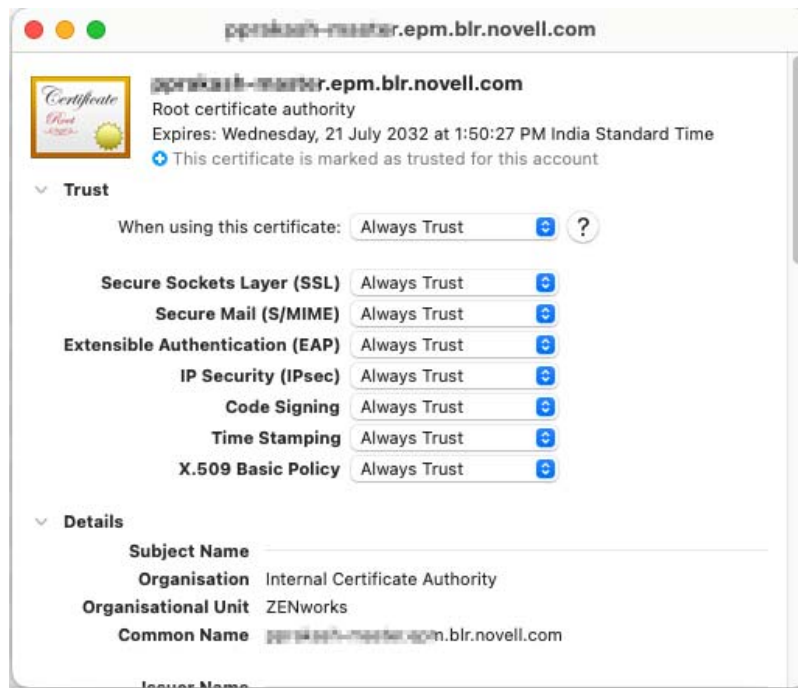 .epm.blr.novell.com
Certificate
Root
.epm.blr.novell.com
Root certificate authority
Expires: Wednesday, 21 July 2032 at 1:50:27 PM India Standard Time
This certificate is marked as trusted for this account
Trust
When using this certificate: Always Trust ?
Secure Sockets Layer (SSL) Always Trust
Secure Mail (S/MIME) Always Trust
Extensible Authentication (EAP) Always Trust
IP Security (IPsec) Always Trust
Code Signing Always Trust
Time Stamping Always Trust
X.509 Basic Policy Always Trust
Details
Subject Name
Organisation Internal Certificate Authority
Organisational Unit ZENworks
Common Name .blr.novell.com
Issuer Name